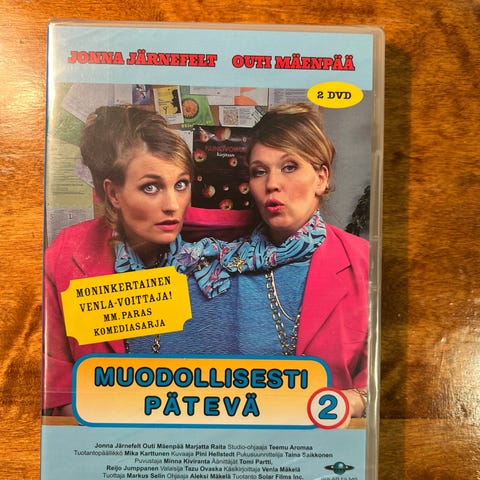 JONNA JÄRNEFELT OUTI MÄENPÄÄ
2 DVD
MONINKERTAINEN
VENLA-VOITTAJA!
MM. PARAS
KOMEDIASARJA
MUODOLLISESTI
PÄTEVÄ
2
Jonna Järnefelt Outi Mäenpää Marjatta Raita Studio-ohjaaja Teemu Aromaa
Tuotantopäällikkö Mika Karttunen Kuvaaja Pini Hellstedt Pukusuunnittelija Taina Saikkonen
Puvustaja Minna Kiviranta Äänittäjät Tomi Partti,
Reijo Jumppanen Valaisija Tazu Ovaska Käsikirjoittaja Venla Mäkelä
Tuottaja Markus Selin Ohjaaja Aleksi Mäkelä Tuotanto Solar Films Inc.